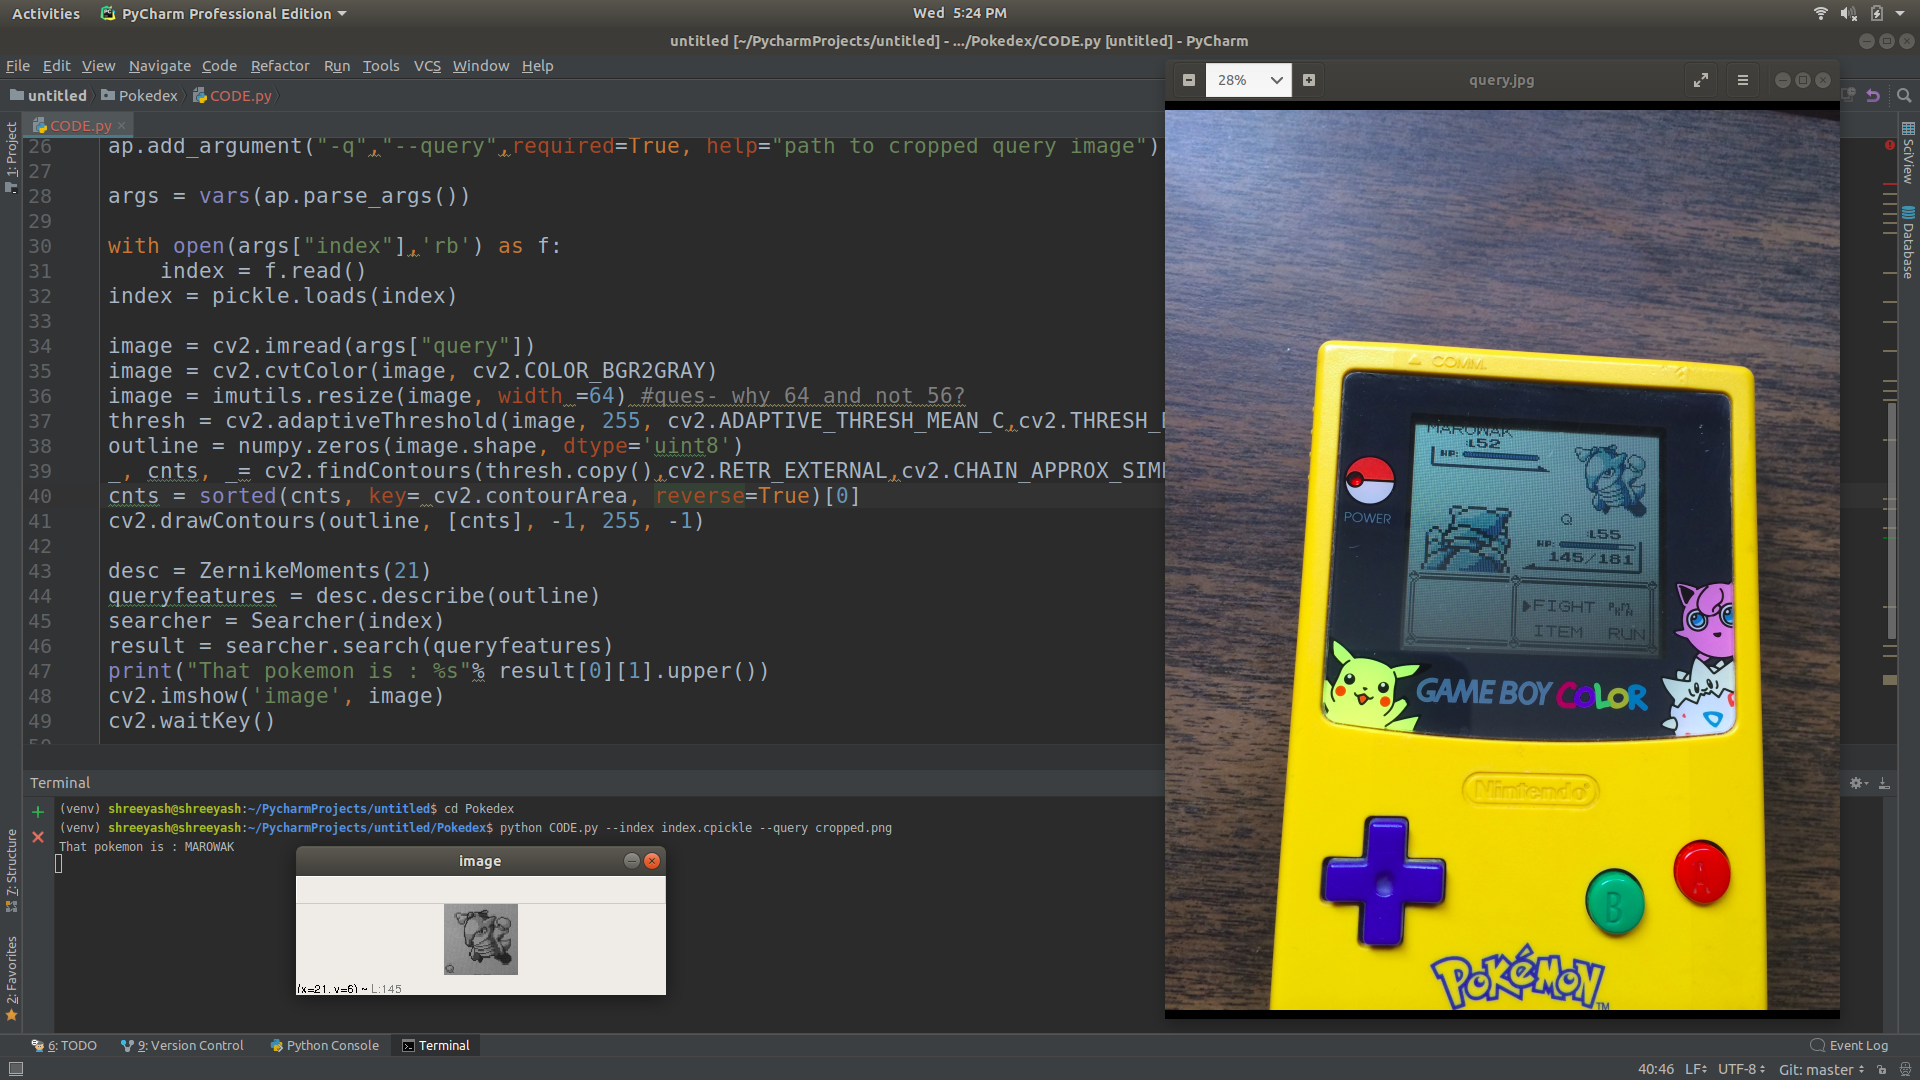 Activities PyCharm Professional Edition Wed 5:24 PM
untitled [~/PycharmProjects/untitled] - .../Pokedex/CODE.py [untitled] - PyCharm
File Edit View Navigate Code Refactor Run Tools VCS Window Help
untitled Pokedex CODE.py
CODE.py
1: Project
7: Structure
2: Favorites
26 ap.add_argument("-q","--query",required=True, help="path to cropped query image")
27
28 args = vars(ap.parse_args())
29
30 with open(args["index"],'rb') as f:
31 index = f.read()
32 index = pickle.loads(index)
33
34 image = cv2.imread(args["query"])
35 image = cv2.cvtColor(image, cv2.COLOR_BGR2GRAY)
36 image = imutils.resize(image, width =64) #ques- why 64 and not 56?
37 thresh = cv2.adaptiveThreshold(image, 255, cv2.ADAPTIVE_THRESH_MEAN_C,cv2.THRESH_
38 outline = numpy.zeros(image.shape, dtype='uint8')
39 _, cnts, _= cv2.findContours(thresh.copy(),cv2.RETR_EXTERNAL,cv2.CHAIN_APPROX_SIM
40 cnts = sorted(cnts, key= cv2.contourArea, reverse=True)[0]
41 cv2.drawContours(outline, [cnts], -1, 255, -1)
42
43 desc = ZernikeMoments(21)
44 queryfeatures = desc.describe(outline)
45 searcher = Searcher(index)
46 result = searcher.search(queryfeatures)
47 print("That pokemon is : %s"% result[0][1].upper())
48 cv2.imshow('image', image)
49 cv2.waitKey()
Terminal
(venv) shreeyash@shreeyash:~/PycharmProjects/untitled$ cd Pokedex
(venv) shreeyash@shreeyash:~/PycharmProjects/untitled/Pokedex$ python CODE.py --index index.cpickle --query cropped.png
That pokemon is : MAROWAK
image
(x=21, y=6) ~ L:145
28% query.jpg
COMM.
MAROWAK
:L52
HP:
POWER
:L55
HP:
145/181
FIGHT PKMN
ITEM RUN
GAME BOY COLOR
Nintendo
A
B
POKéMON
TM
SciView
Database
6: TODO 9: Version Control Python Console Terminal Event Log
40:46 LF UTF-8 Git: master